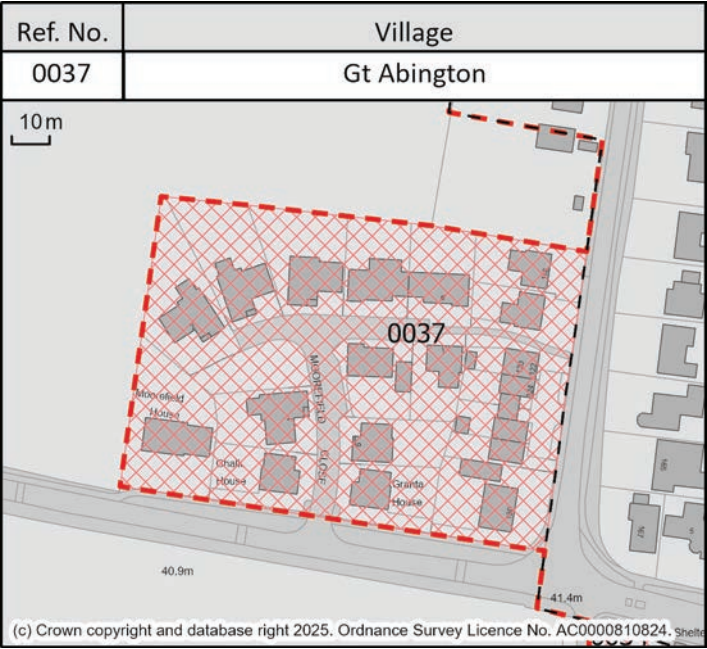 Ref. No. Village
0037 Gt Abington
10 m
0037
MOOREFIELD CLOSE
Moorefield
House
Chalk
House
Granta
House
40.9m
41.4m
(c) Crown copyright and database right 2025. Ordnance Survey Licence No. AC0000810824.
Shelte